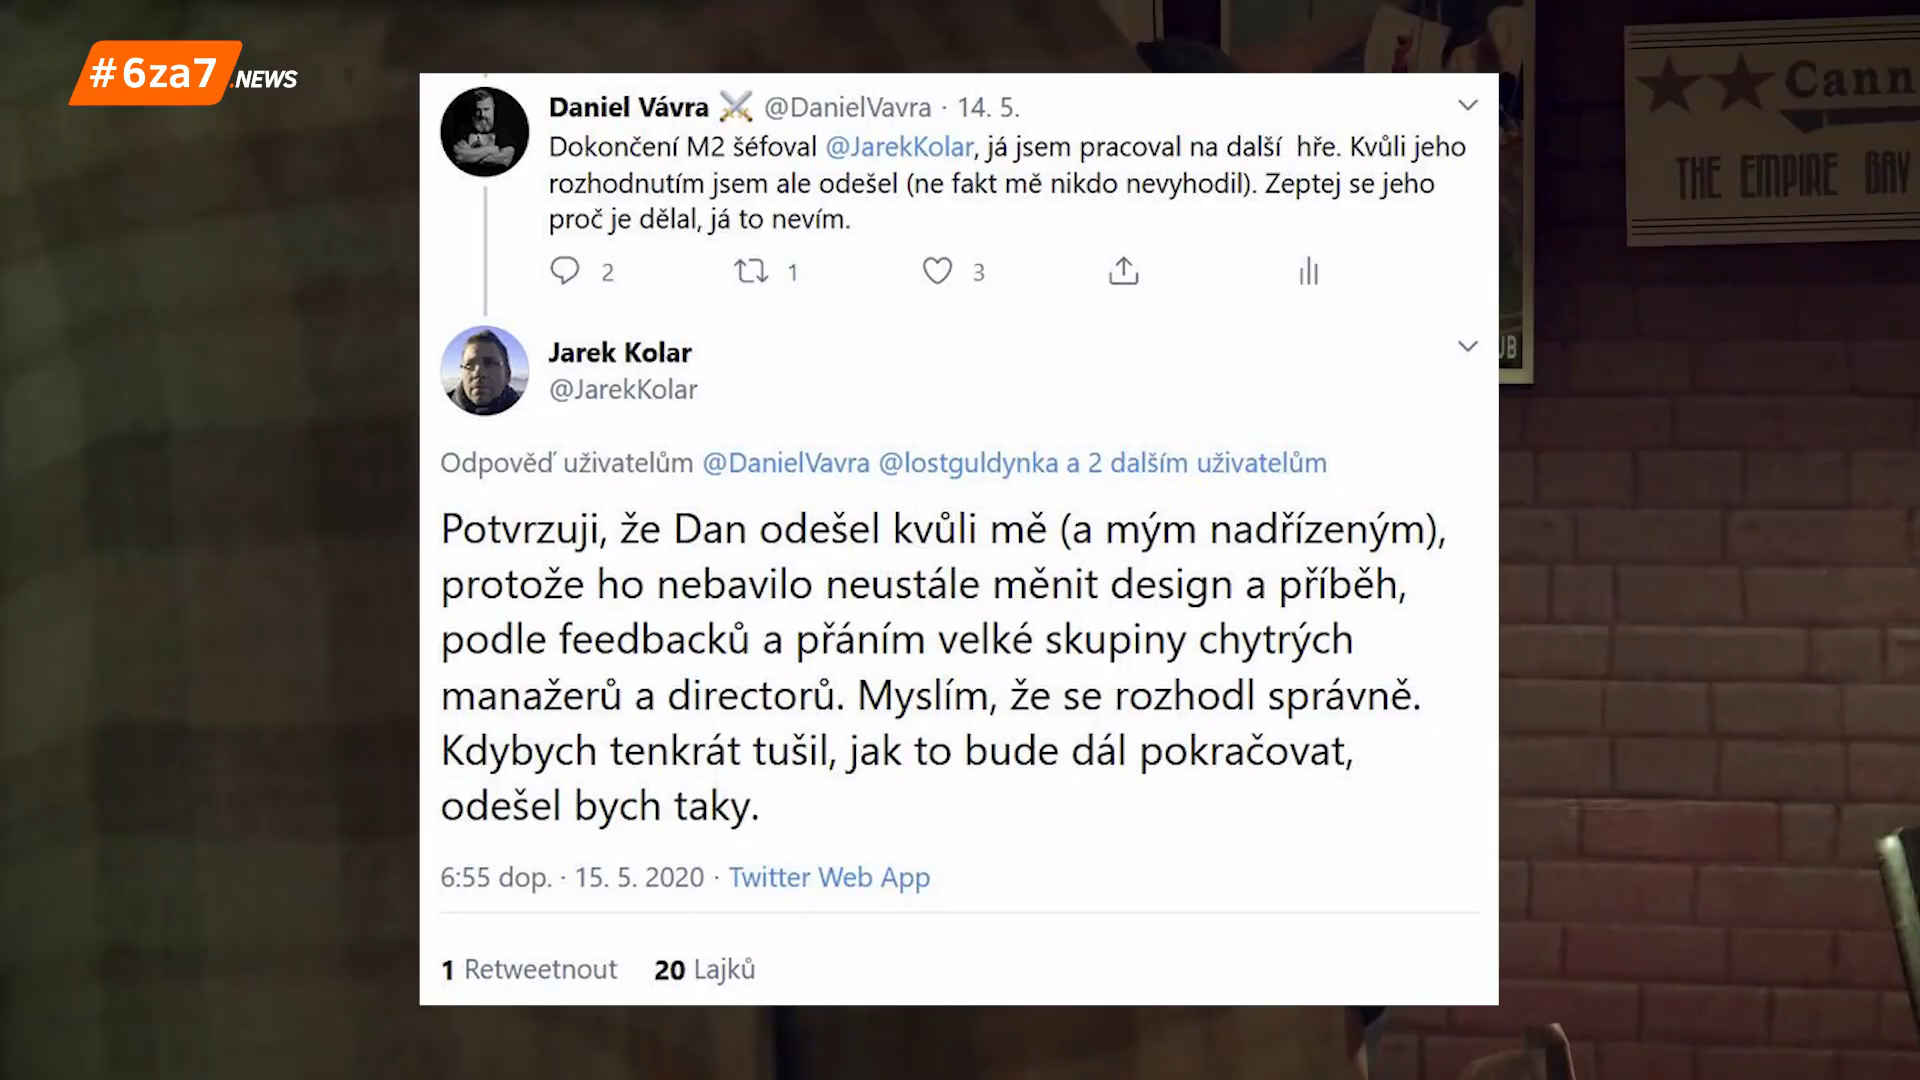 #6za7.NEWS
Daniel Vávra ⚔️ @DanielVavra · 14. 5.
Dokončení M2 šéfoval @JarekKolar, já jsem pracoval na další hře. Kvůli jeho
rozhodnutím jsem ale odešel (ne fakt mě nikdo nevyhodil). Zeptej se jeho
proč je dělal, já to nevím.
2 1 3
Jarek Kolar
@JarekKolar
Odpověď uživatelům @DanielVavra @lostguldynka a 2 dalším uživatelům
Potvrzuji, že Dan odešel kvůli mě (a mým nadřízeným),
protože ho nebavilo neustále měnit design a příběh,
podle feedbacků a přáním velké skupiny chytrých
manažerů a directorů. Myslím, že se rozhodl správně.
Kdybych tenkrát tušil, jak to bude dál pokračovat,
odešel bych taky.
6:55 dop. · 15. 5. 2020 · Twitter Web App
1 Retweetnout 20 Lajků
Cann
THE EMPIRE BAY